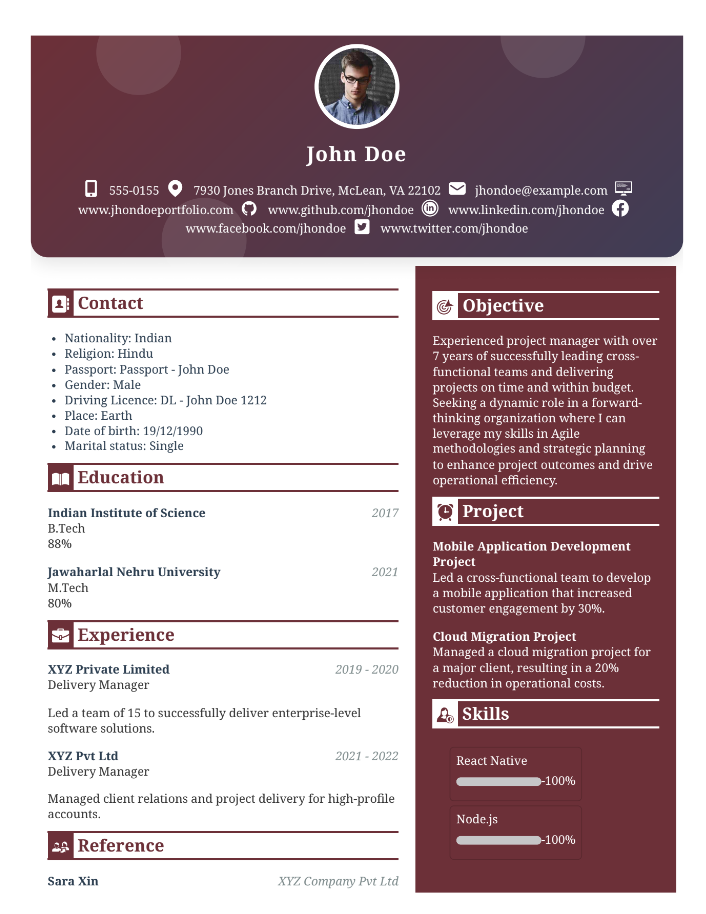 John Doe
555-0155 7930 Jones Branch Drive, McLean, VA 22102 jhondoe@example.com
www.jhondoeportfolio.com www.github.com/jhondoe www.linkedin.com/jhondoe
www.facebook.com/jhondoe www.twitter.com/jhondoe
Contact
Nationality: Indian
Religion: Hindu
Passport: Passport - John Doe
Gender: Male
Driving Licence: DL - John Doe 1212
Place: Earth
Date of birth: 19/12/1990
Marital status: Single
Education
Indian Institute of Science 2017
B.Tech
88%
Jawaharlal Nehru University 2021
M.Tech
80%
Experience
XYZ Private Limited 2019 - 2020
Delivery Manager
Led a team of 15 to successfully deliver enterprise-level
software solutions.
XYZ Pvt Ltd 2021 - 2022
Delivery Manager
Managed client relations and project delivery for high-profile
accounts.
Reference
Sara Xin XYZ Company Pvt Ltd
Objective
Experienced project manager with over
7 years of successfully leading cross-
functional teams and delivering
projects on time and within budget.
Seeking a dynamic role in a forward-
thinking organization where I can
leverage my skills in Agile
methodologies and strategic planning
to enhance project outcomes and drive
operational efficiency.
Project
Mobile Application Development
Project
Led a cross-functional team to develop
a mobile application that increased
customer engagement by 30%.
Cloud Migration Project
Managed a cloud migration project for
a major client, resulting in a 20%
reduction in operational costs.
Skills
React Native
-100%
Node.js
-100%